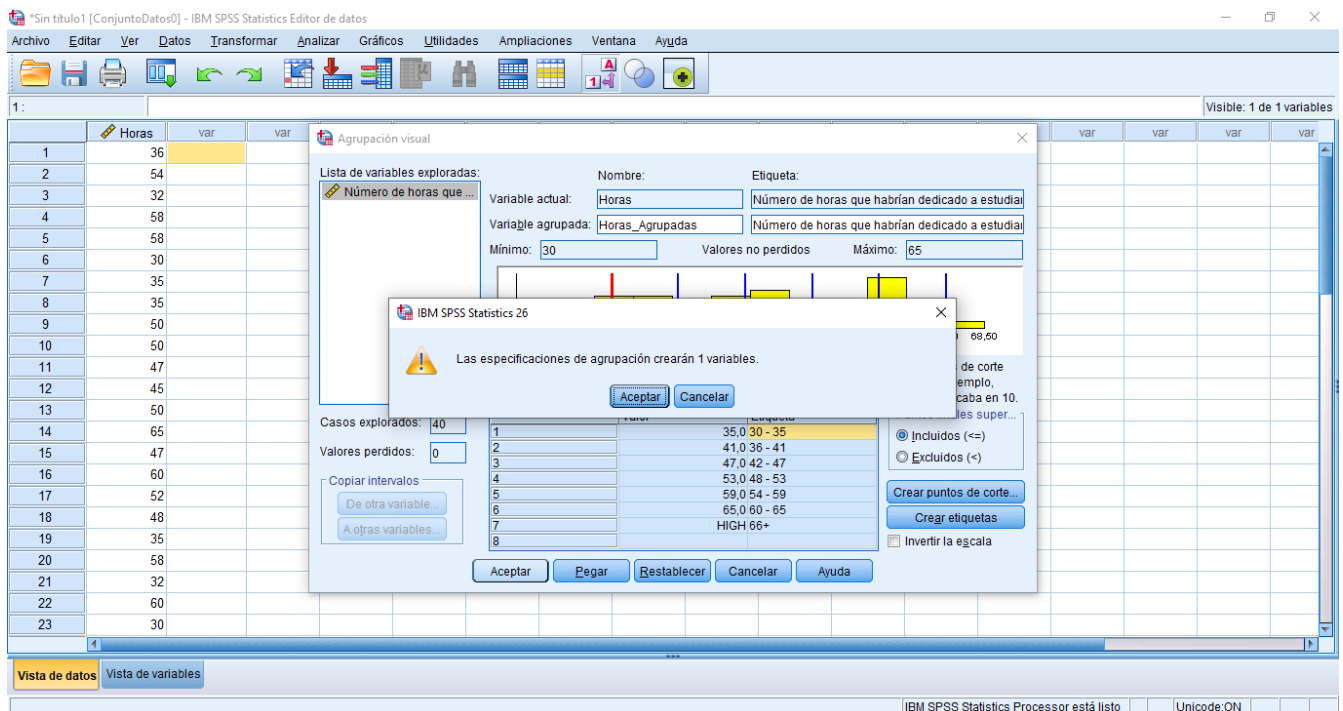 *Sin título1 [ConjuntoDatos0] - IBM SPSS Statistics Editor de datos
Archivo Editar Ver Datos Transformar Analizar Gráficos Utilidades Ampliaciones Ventana Ayuda
1 :
Visible: 1 de 1 variables
Horas var var var var var var
1 36
2 54
3 32
4 58
5 58
6 30
7 35
8 35
9 50
10 50
11 47
12 45
13 50
14 65
15 47
16 60
17 52
18 48
19 35
20 58
21 32
22 60
23 30
Agrupación visual
Lista de variables exploradas:
Número de horas que ...
Nombre: Etiqueta:
Variable actual: Horas Número de horas que habrían dedicado a estudiar
Variable agrupada: Horas_Agrupadas Número de horas que habrían dedicado a estudiar
Mínimo: 30 Valores no perdidos Máximo: 65
68,50
IBM SPSS Statistics 26
Las especificaciones de agrupación crearán 1 variables.
Aceptar Cancelar
de corte
caba en 10.
Casos explorados: 40
Valores perdidos: 0
Copiar intervalos
De otra variable...
A otras variables...
1 35,0 30 - 35
2 41,0 36 - 41
3 47,0 42 - 47
4 53,0 48 - 53
5 59,0 54 - 59
6 65,0 60 - 65
7 HIGH 66+
8
Incluidos (<=)
Excluidos (<)
Crear puntos de corte...
Crear etiquetas
Invertir la escala
Aceptar Pegar Restablecer Cancelar Ayuda
Vista de datos Vista de variables
IBM SPSS Statistics Processor está listo Unicode:ON